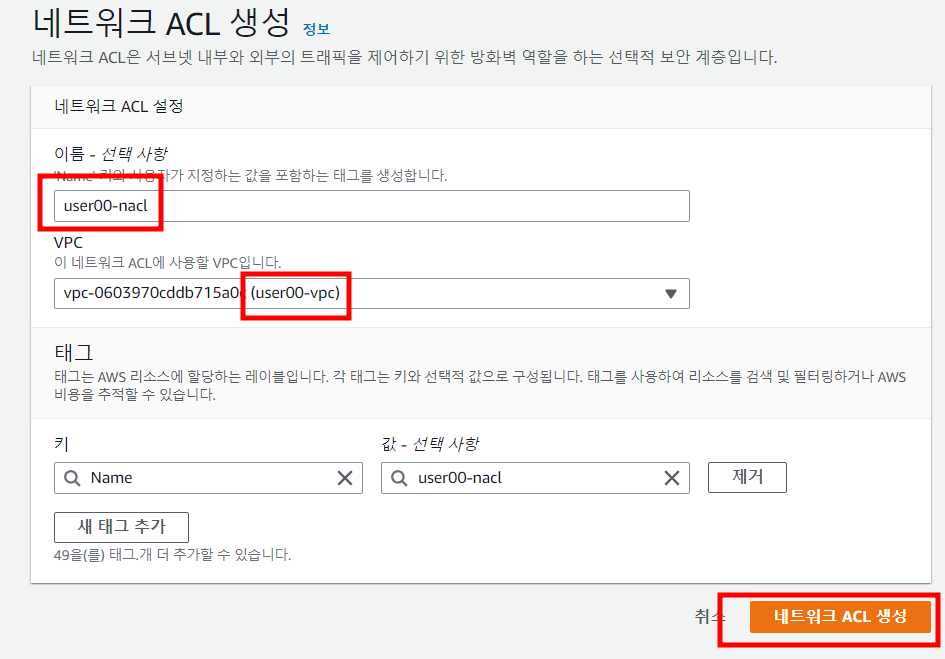 네트워크 ACL 생성 정보
네트워크 ACL은 서브넷 내부와 외부의 트래픽을 제어하기 위한 방화벽 역할을 하는 선택적 보안 계층입니다.
네트워크 ACL 설정
이름 - 선택 사항
'Name' 키와 사용자가 지정하는 값을 포함하는 태그를 생성합니다.
user00-nacl
VPC
이 네트워크 ACL에 사용할 VPC입니다.
(user00-vpc)
태그
태그는 AWS 리소스에 할당하는 레이블입니다. 각 태그는 키와 선택적 값으로 구성됩니다. 태그를 사용하여 리소스를 검색 및 필터링하거나 AWS
비용을 추적할 수 있습니다.
키 값 - 선택 사항
Name user00-nacl 제거
새 태그 추가
49을(를) 태그.개 더 추가할 수 있습니다.
취소 네트워크 ACL 생성